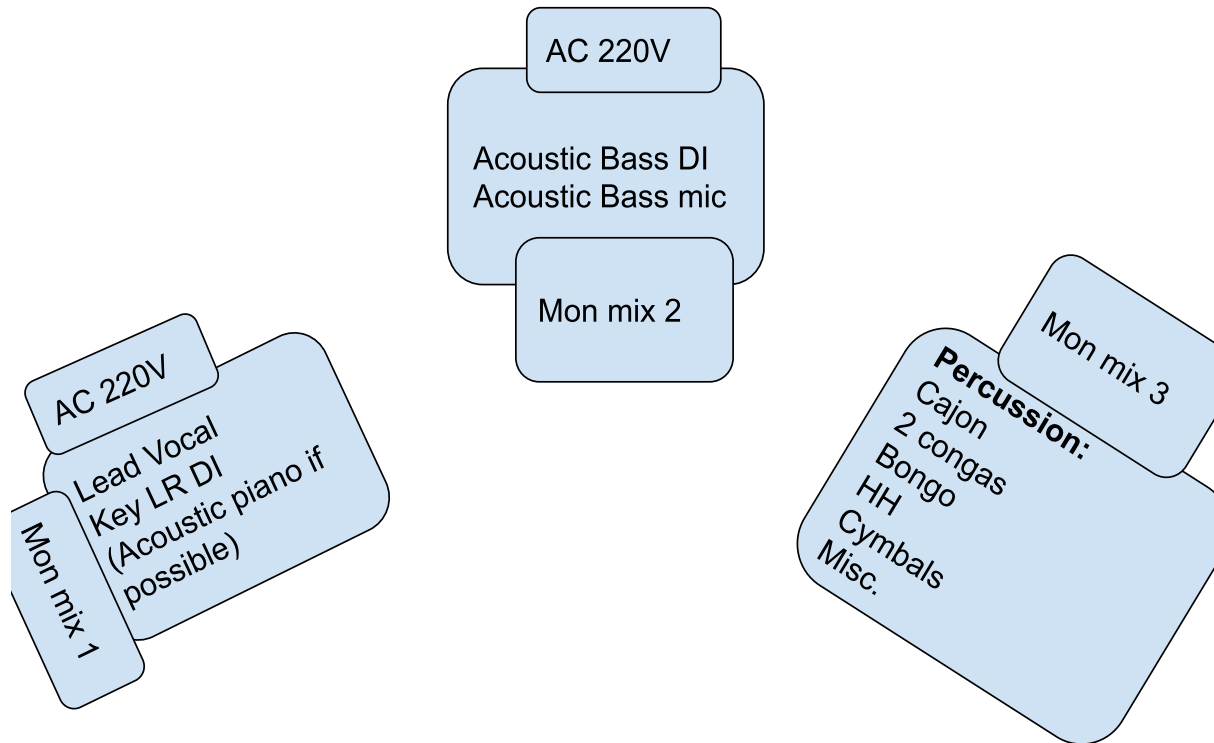 AC 220V
Acoustic Bass DI
Acoustic Bass mic
Mon mix 2
AC 220V
Lead Vocal
Key LR DI
(Acoustic piano if
possible)
Mon mix 1
Mon mix 3
Percussion:
Cajon
2 congas
Bongo
HH
Cymbals
Misc.